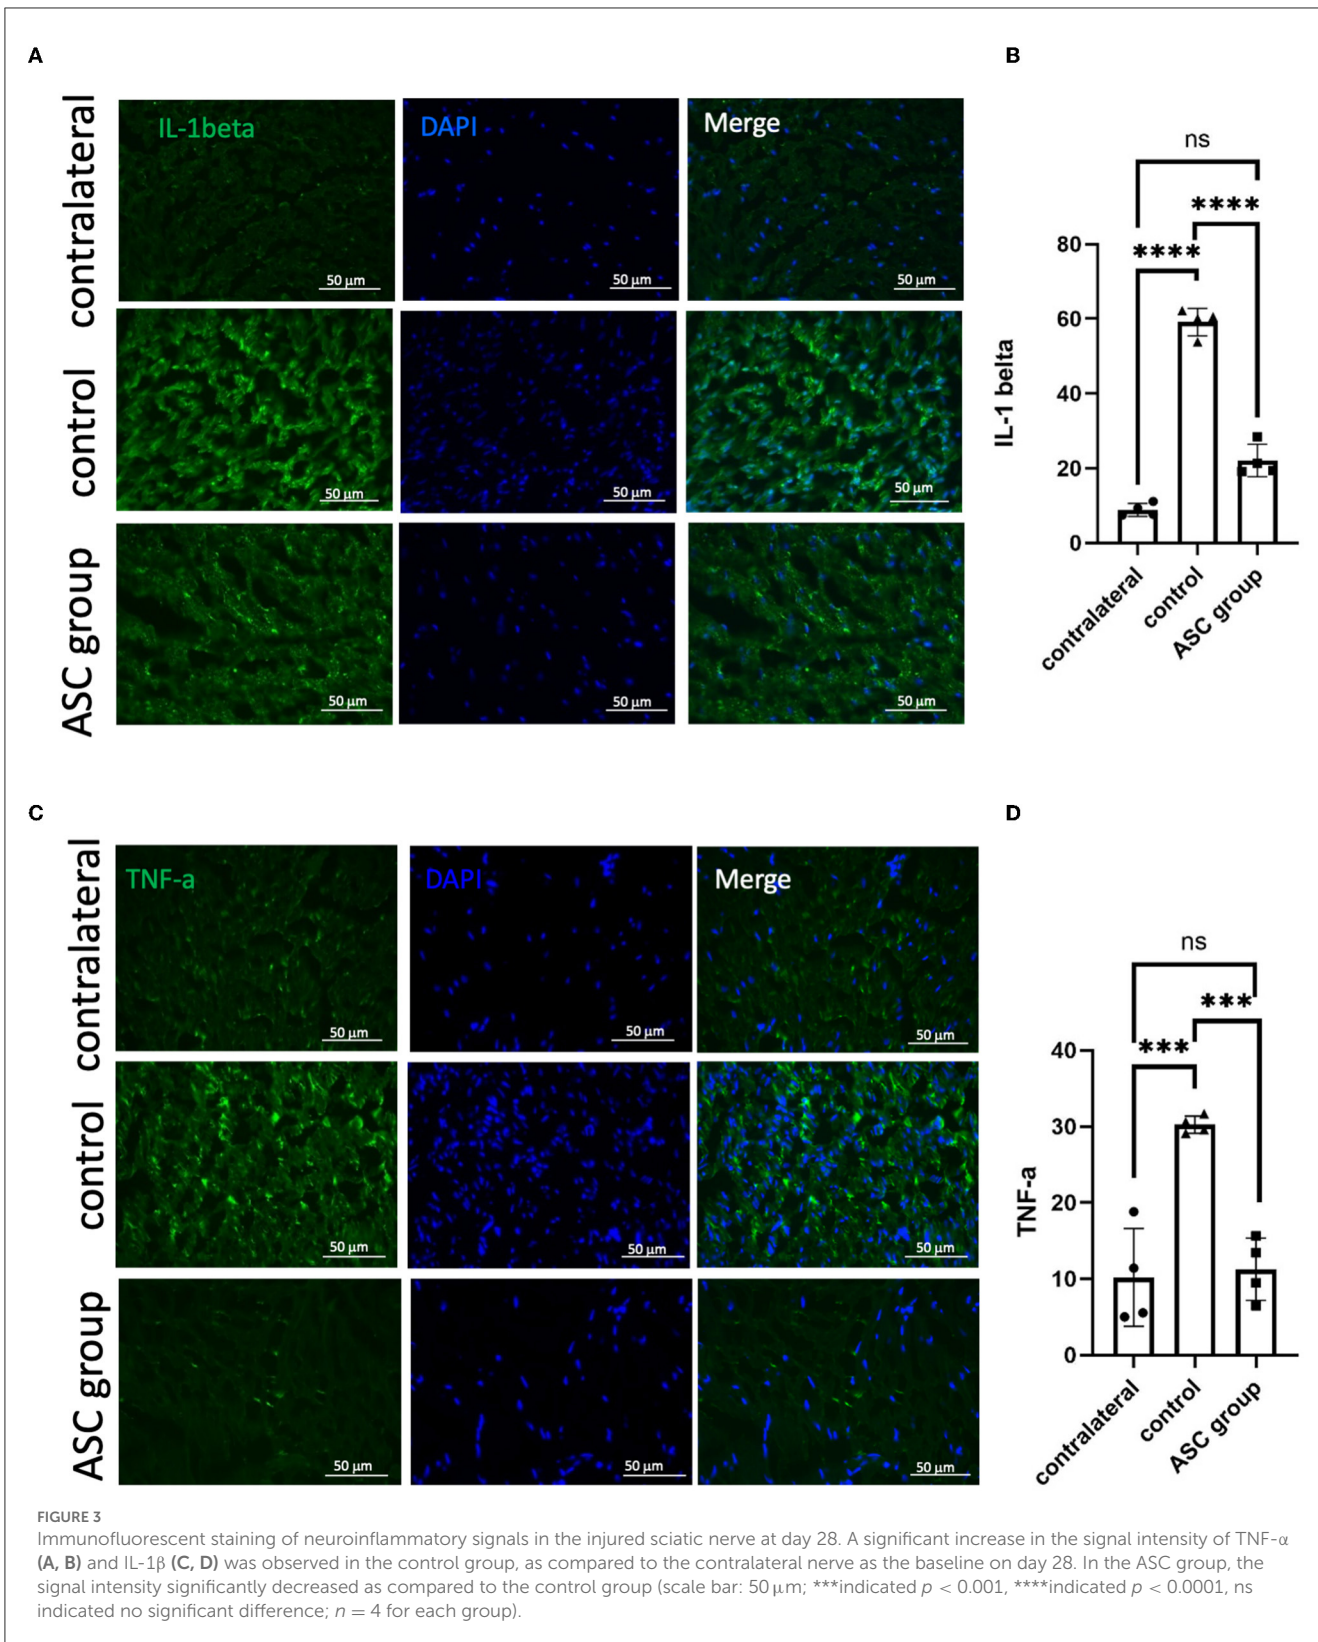 A
B
contralateral
IL-1beta
DAPI
Merge
50 µm
50 µm
50 µm
control
50 µm
50 µm
50 µm
ASC group
50 µm
50 µm
50 µm
ns
****
****
80
60
40
20
0
IL-1 belta
contralateral
control
ASC group
C
D
contralateral
TNF-a
DAPI
Merge
50 µm
50 µm
50 µm
control
50 µm
50 µm
50 µm
ASC group
50 µm
50 µm
50 µm
ns
***
***
40
30
20
10
0
TNF-a
contralateral
control
ASC group
FIGURE 3
Immunofluorescent staining of neuroinflammatory signals in the injured sciatic nerve at day 28. A significant increase in the signal intensity of TNF-α
(A, B) and IL-1β (C, D) was observed in the control group, as compared to the contralateral nerve as the baseline on day 28. In the ASC group, the
signal intensity significantly decreased as compared to the control group (scale bar: 50 µm; ***indicated p < 0.001, ****indicated p < 0.0001, ns
indicated no significant difference; n = 4 for each group).